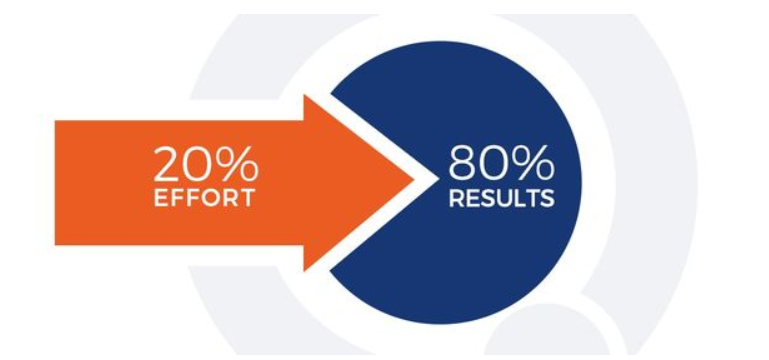 20%
EFFORT
80%
RESULTS